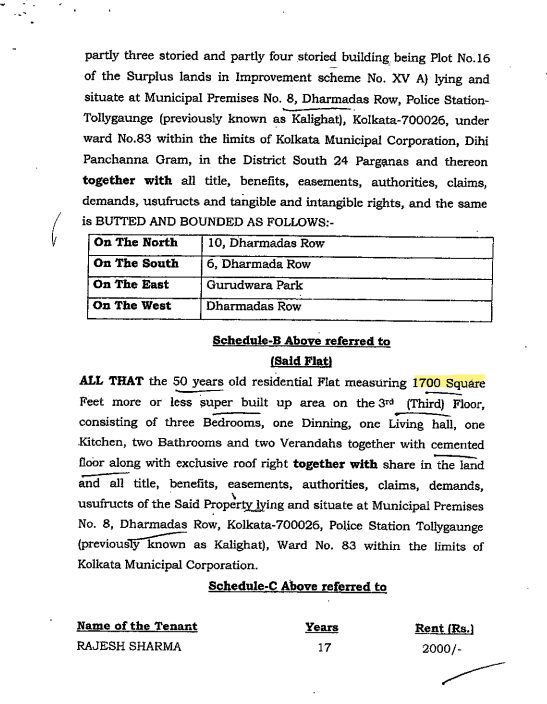 partly three storied and partly four storied building being Plot No.16
of the Surplus lands in Improvement scheme No. XV A) lying and
situate at Municipal Premises No. 8, Dharmadas Row, Police Station-
Tollygaunge (previously known as Kalighat), Kolkata-700026, under
ward No.83 within the limits of Kolkata Municipal Corporation, Dihi
Panchanna Gram, in the District South 24 Parganas and thereon
together with all title, benefits, easements, authorities, claims,
demands, usufructs and tangible and intangible rights, and the same
is BUTTED AND BOUNDED AS FOLLOWS:-
On The North 10, Dharmadas Row
On The South 6, Dharmada Row
On The East Gurudwara Park
On The West Dharmadas Row
Schedule-B Above referred to
(Said Flat)
ALL THAT the 50 years old residential Flat measuring 1700 Square
Feet more or less super built up area on the 3rd (Third) Floor,
consisting of three Bedrooms, one Dining, one Living hall, one
Kitchen, two Bathrooms and two Verandahs together with cemented
floor along with exclusive roof right together with share in the land
and all title, benefits, easements, authorities, claims, demands,
usufructs of the Said Property lying and situate at Municipal Premises
No. 8, Dharmadas Row, Kolkata-700026, Police Station Tollygaunge
(previously known as Kalighat), Ward No. 83 within the limits of
Kolkata Municipal Corporation.
Schedule-C Above referred to
Name of the Tenant Years Rent (Rs.)
RAJESH SHARMA 17 2000/-